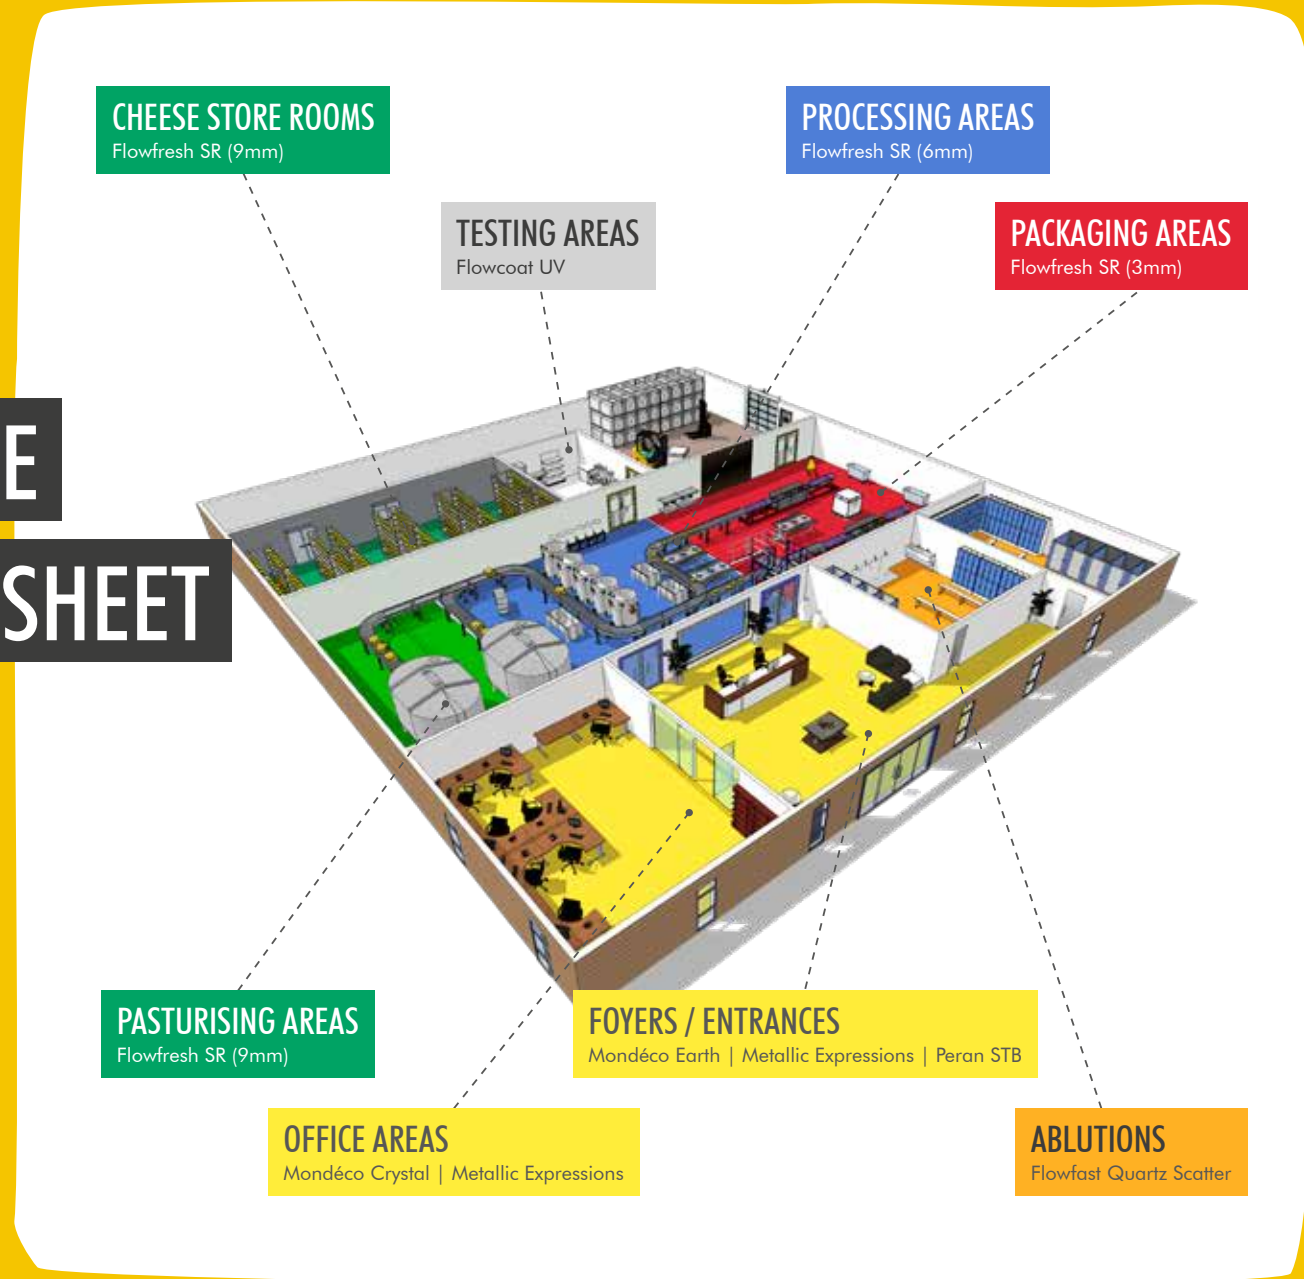 CHEESE STORE ROOMS
Flowfresh SR (9mm)
PROCESSING AREAS
Flowfresh SR (6mm)
TESTING AREAS
Flowcoat UV
PACKAGING AREAS
Flowfresh SR (3mm)
E
SHEET
PASTURISING AREAS
Flowfresh SR (9mm)
FOYERS / ENTRANCES
Mondéco Earth | Metallic Expressions | Peran STB
OFFICE AREAS
Mondéco Crystal | Metallic Expressions
ABLUTIONS
Flowfast Quartz Scatter